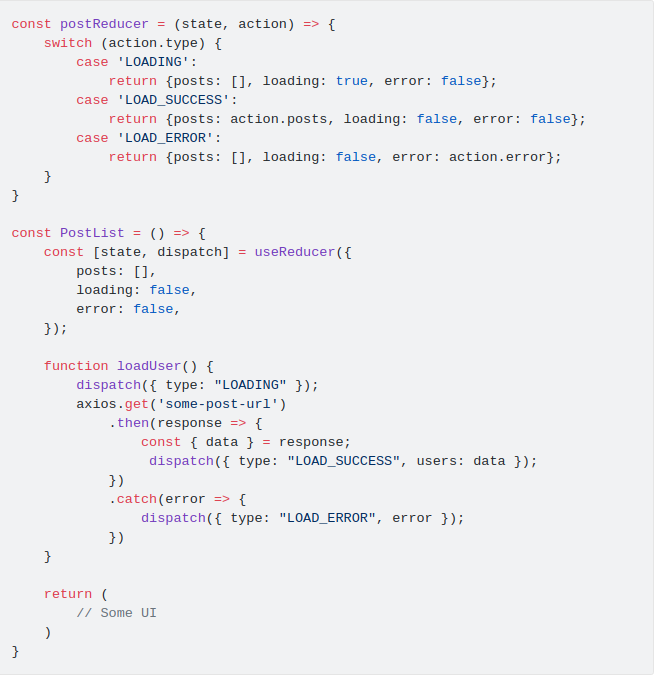 const postReducer = (state, action) => {
    switch (action.type) {
        case 'LOADING':
            return {posts: [], loading: true, error: false};
        case 'LOAD_SUCCESS':
            return {posts: action.posts, loading: false, error: false};
        case 'LOAD_ERROR':
            return {posts: [], loading: false, error: action.error};
    }
}

const PostList = () => {
    const [state, dispatch] = useReducer({
        posts: [],
        loading: false,
        error: false,
    });

    function loadUser() {
        dispatch({ type: "LOADING" });
        axios.get('some-post-url')
            .then(response => {
                const { data } = response;
                 dispatch({ type: "LOAD_SUCCESS", users: data });
            })
            .catch(error => {
                dispatch({ type: "LOAD_ERROR", error });
            })
    }

    return (
        // Some UI
    )
}